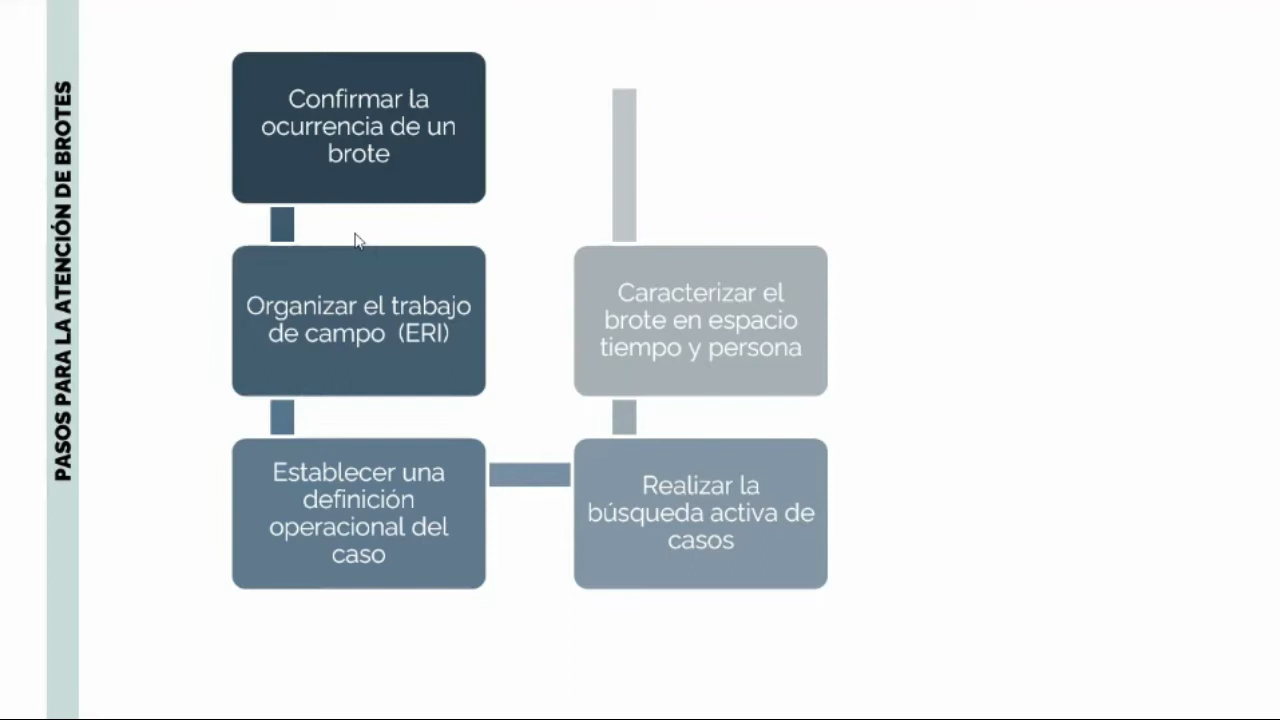 PASOS PARA LA ATENCIÓN DE BROTES
Confirmar la
ocurrencia de un
brote
Organizar el trabajo
de campo (ERI)
Establecer una
definición
operacional del
caso
Realizar la
búsqueda activa de
casos
Caracterizar el
brote en espacio
tiempo y persona